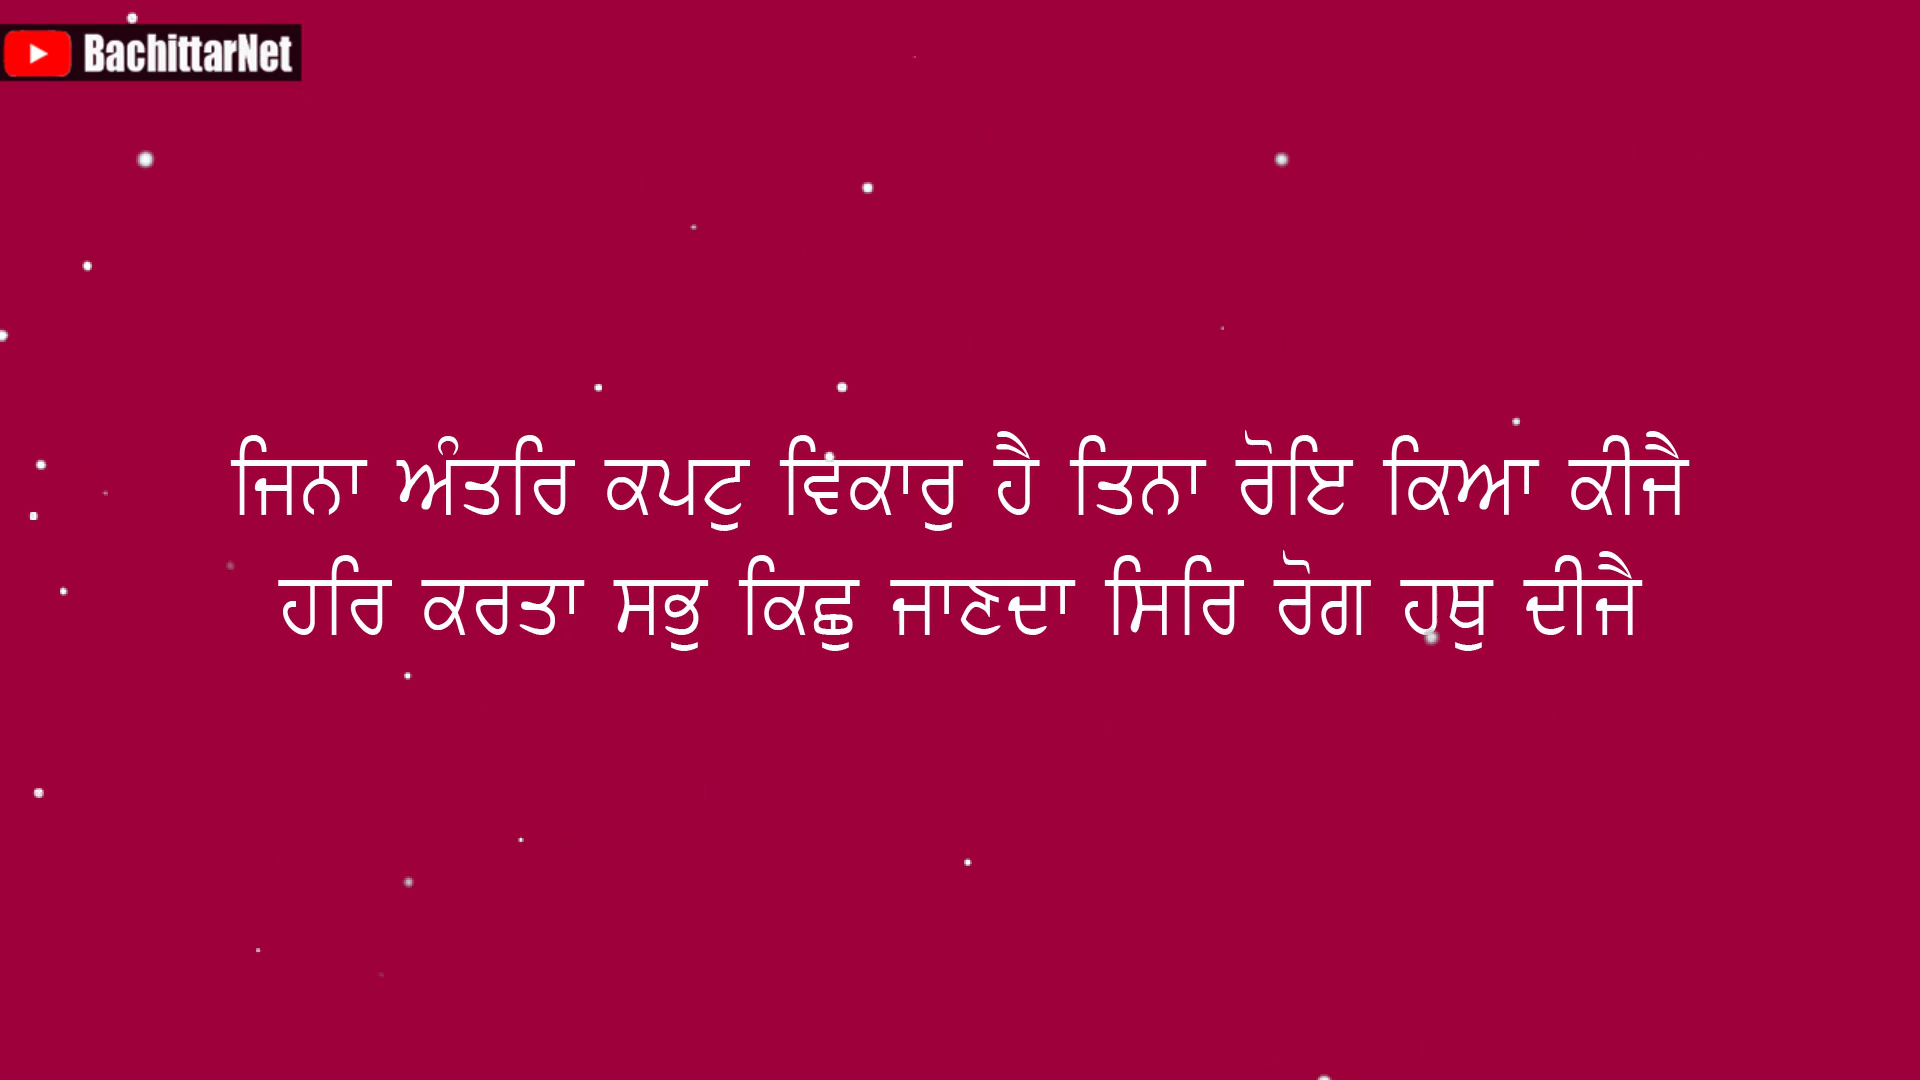 BachittarNet
ਜਿਨਾ ਅੰਤਰਿ ਕਪਟੁ ਵਿਕਾਰੁ ਹੈ ਤਿਨਾ ਰੋਇ ਕਿਆ ਕੀਜੈ
ਹਰਿ ਕਰਤਾ ਸਭੁ ਕਿਛੁ ਜਾਣਦਾ ਸਿਰਿ ਰੋਗ ਹਥੁ ਦੀਜੈ